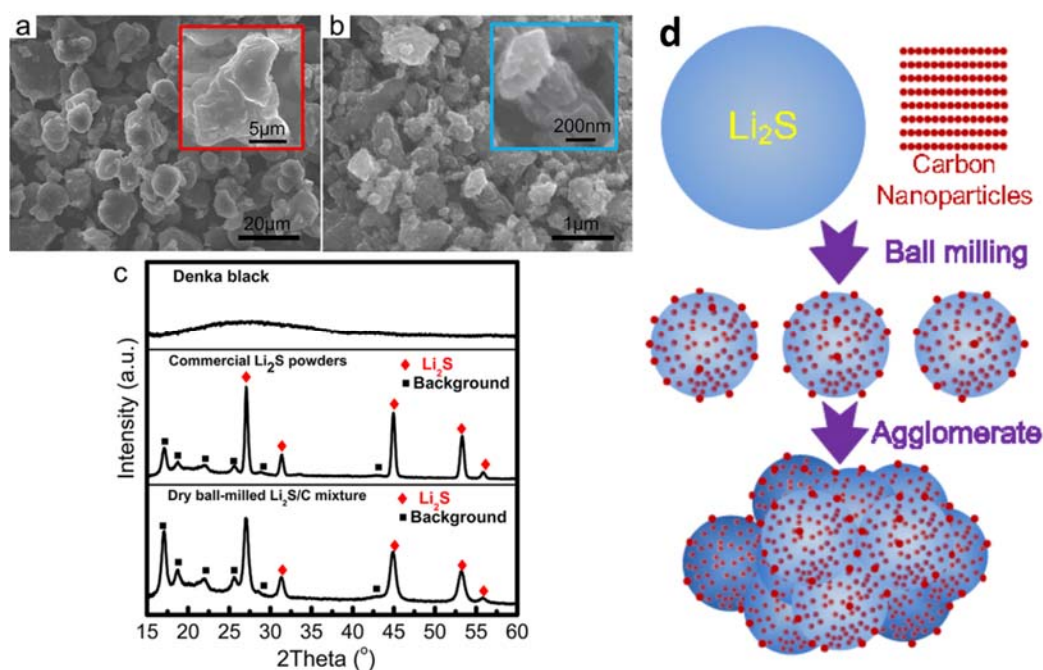 a
5μm
20μm
b
200nm
1μm
c
Denka black
Commercial Li₂S powders
Li₂S
Background
Dry ball-milled Li₂S/C mixture
Li₂S
Background
Intensity (a.u.)
15 20 25 30 35 40 45 50 55 60
2Theta (°)
d
Li₂S
Carbon
Nanoparticles
Ball milling
Agglomerate